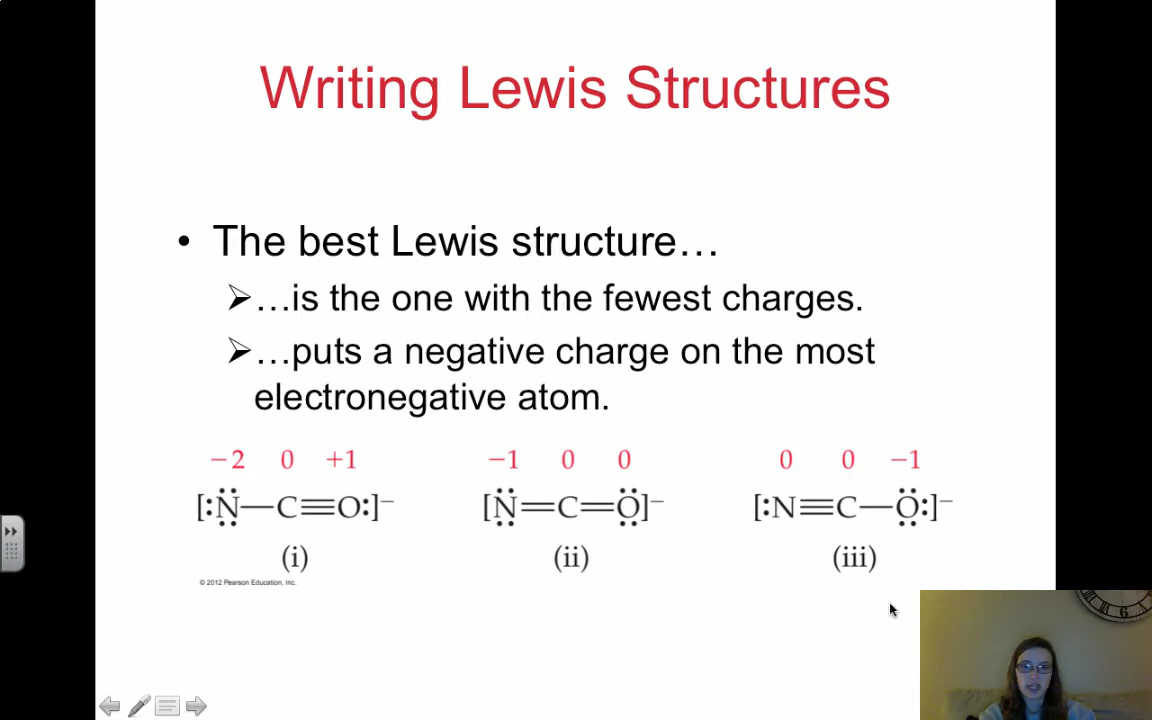 Writing Lewis Structures
• The best Lewis structure…
➢ …is the one with the fewest charges.
➢ …puts a negative charge on the most
electronegative atom.
−2 0 +1 −1 0 0 0 0 −1
[:N̈—C≡O:]⁻ [N̈=C=Ö]⁻ [:N≡C—Ö:]⁻
(i) (ii) (iii)
© 2012 Pearson Education, Inc.
6